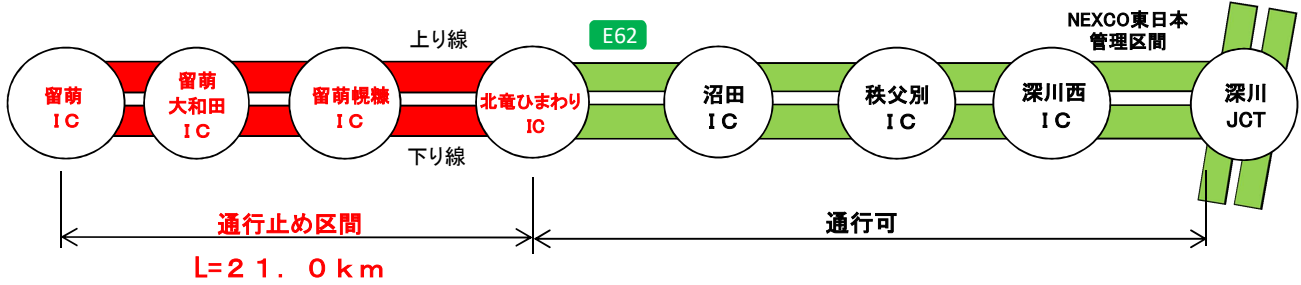 上り線
E62
NEXCO東日本
管理区間
留萌
ＩＣ
留萌
大和田
ＩＣ
留萌幌糠
ＩＣ
北竜ひまわり
IC
沼田
ＩＣ
秩父別
ＩＣ
深川西
ＩＣ
深川
JCT
下り線
通行止め区間
通行可
L=２１．０ｋｍ